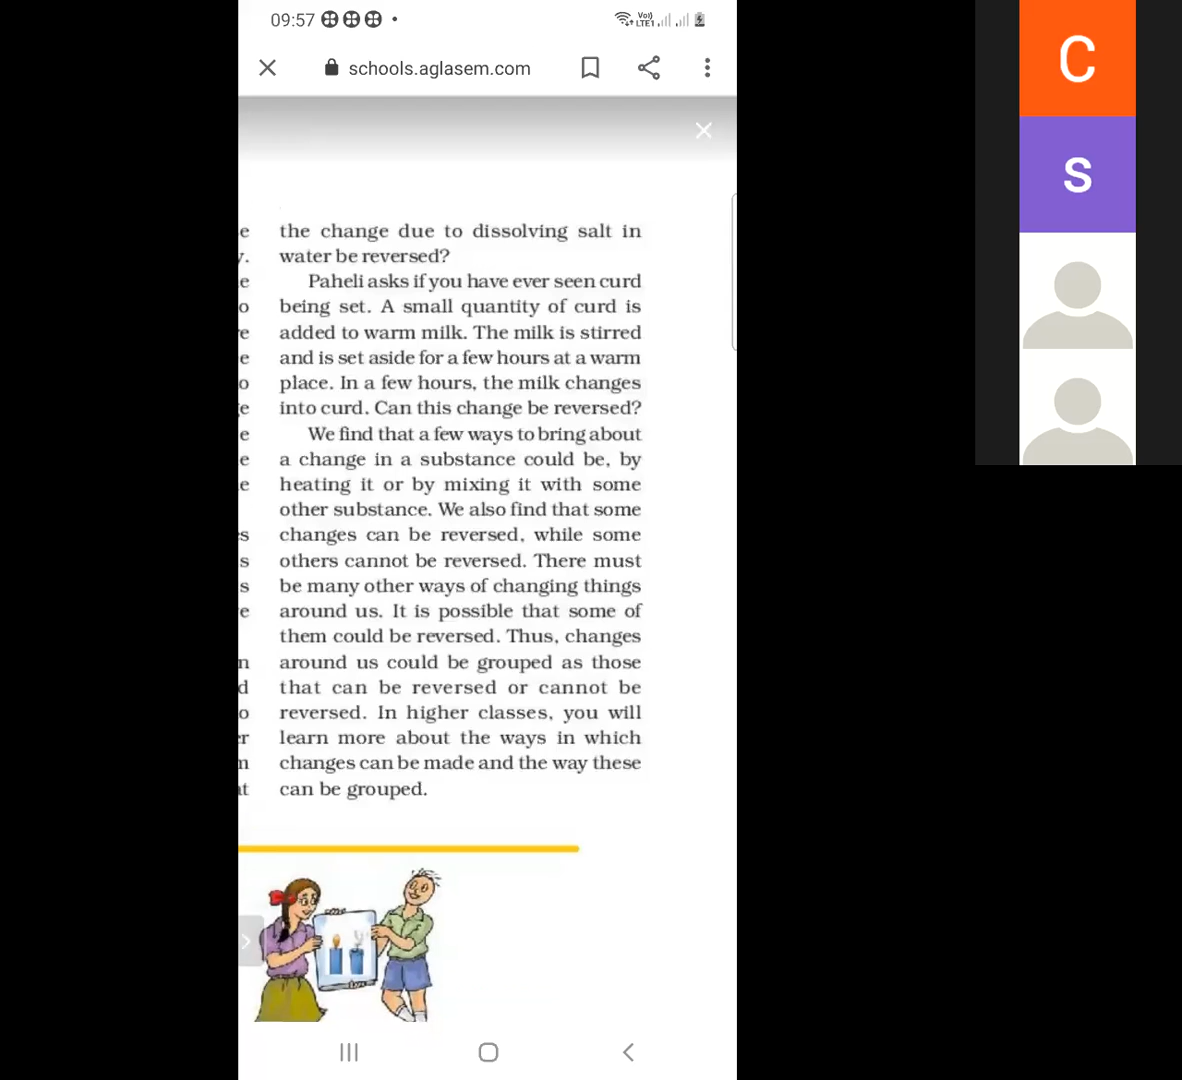 09:57
Vo))
LTE1
schools.aglasem.com
the change due to dissolving salt in
water be reversed?
Paheli asks if you have ever seen curd
being set. A small quantity of curd is
added to warm milk. The milk is stirred
and is set aside for a few hours at a warm
place. In a few hours, the milk changes
into curd. Can this change be reversed?
We find that a few ways to bring about
a change in a substance could be, by
heating it or by mixing it with some
other substance. We also find that some
changes can be reversed, while some
others cannot be reversed. There must
be many other ways of changing things
around us. It is possible that some of
them could be reversed. Thus, changes
around us could be grouped as those
that can be reversed or cannot be
reversed. In higher classes, you will
learn more about the ways in which
changes can be made and the way these
can be grouped.
C
S